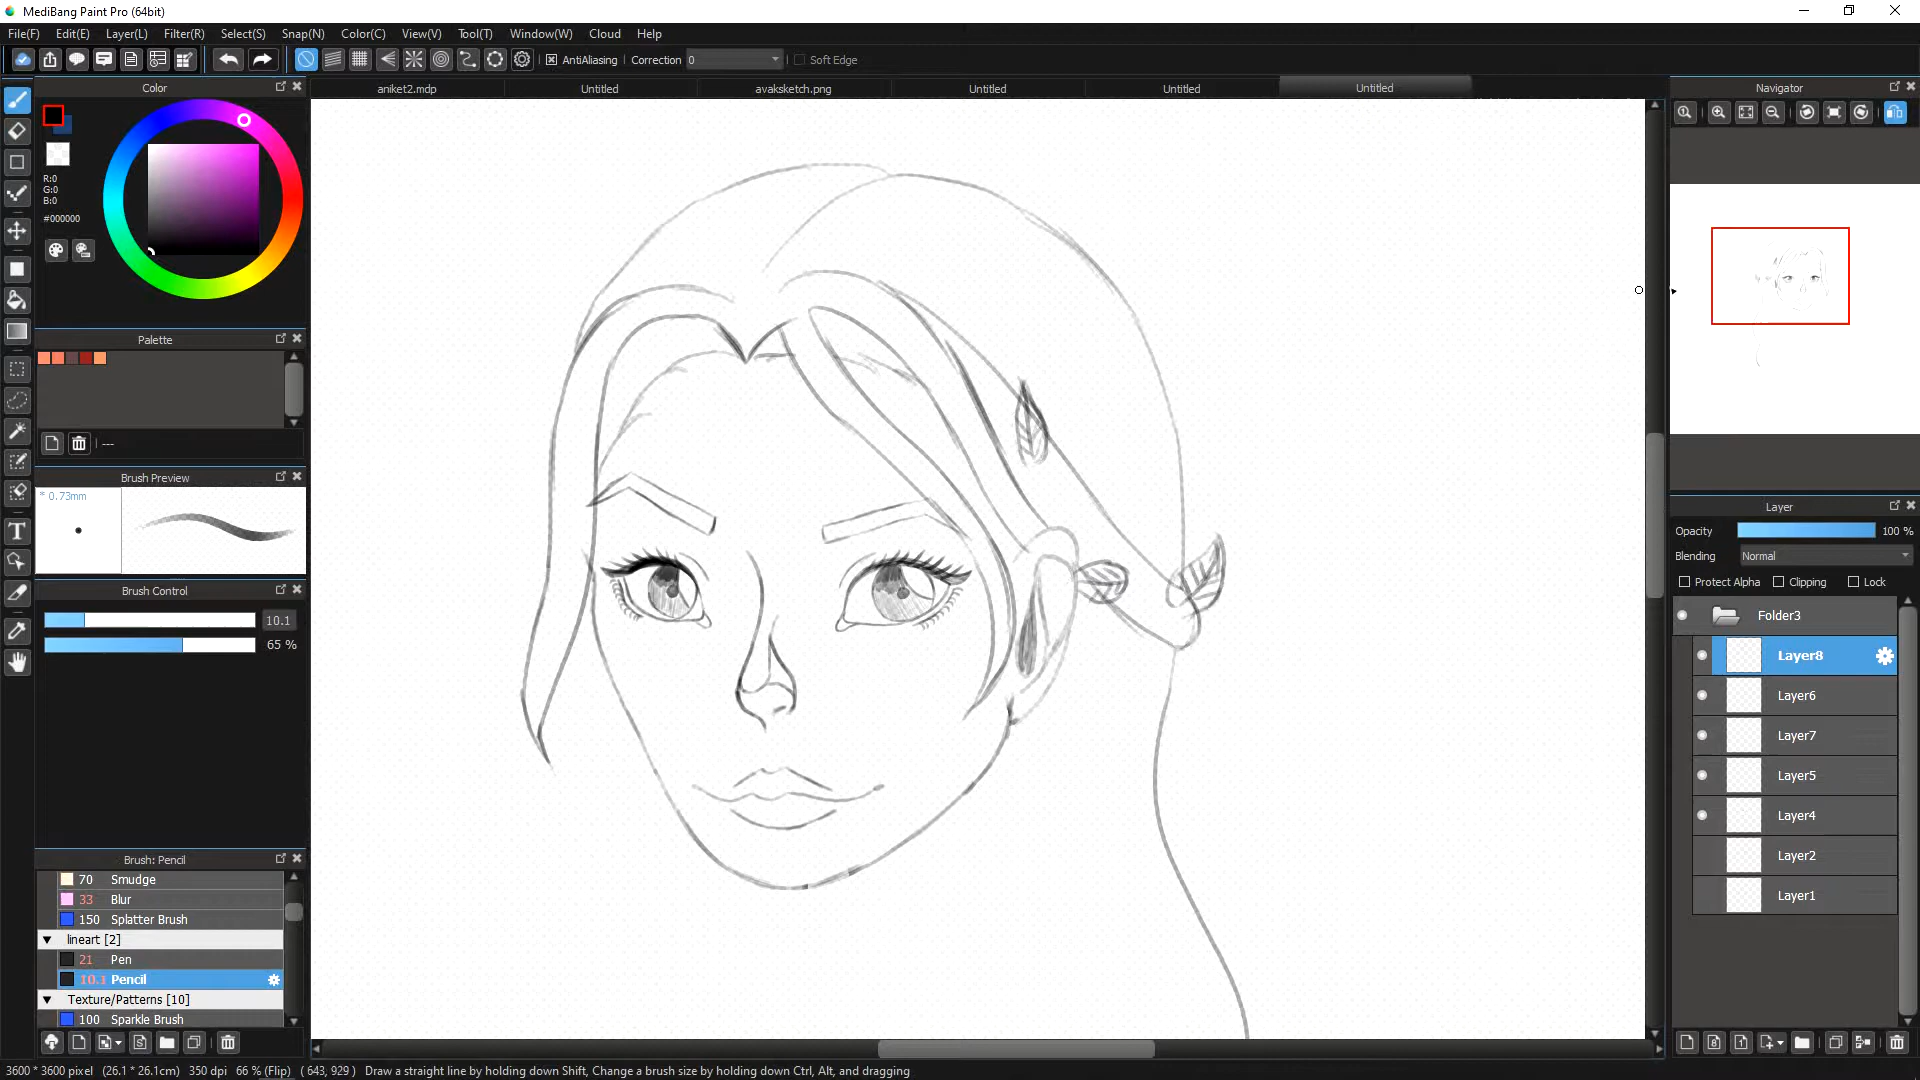 MediBang Paint Pro (64bit)
File(F) Edit(E) Layer(L) Filter(R) Select(S) Snap(N) Color(C) View(V) Tool(T) Window(W) Cloud Help
AntiAliasing Correction 0 Soft Edge
Color
aniket2.mdp Untitled avaksketch.png Untitled Untitled Untitled
Navigator
R:0
G:0
B:0
#000000
Palette
---
Brush Preview
* 0.73mm
Brush Control
10.1
65 %
Layer
Opacity 100 %
Blending Normal
Protect Alpha Clipping Lock
Folder3
Layer8
Layer6
Layer7
Layer5
Layer4
Layer2
Layer1
Brush: Pencil
70 Smudge
33 Blur
150 Splatter Brush
lineart [2]
21 Pen
10.1 Pencil
Texture/Patterns [10]
100 Sparkle Brush
3600 * 3600 pixel (26.1 * 26.1cm) 350 dpi 66 % (Flip) ( 643, 929 ) Draw a straight line by holding down Shift, Change a brush size by holding down Ctrl, Alt, and dragging